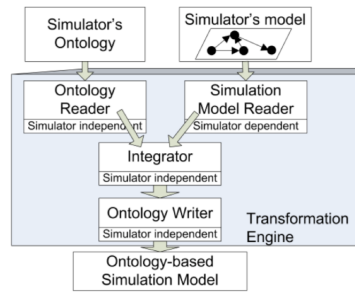 Simulator's
Ontology
Simulator's model
Ontology
Reader
Simulator independent
Simulation
Model Reader
Simulator dependent
Integrator
Simulator independent
Ontology Writer
Simulator independent
Transformation
Engine
Ontology-based
Simulation Model